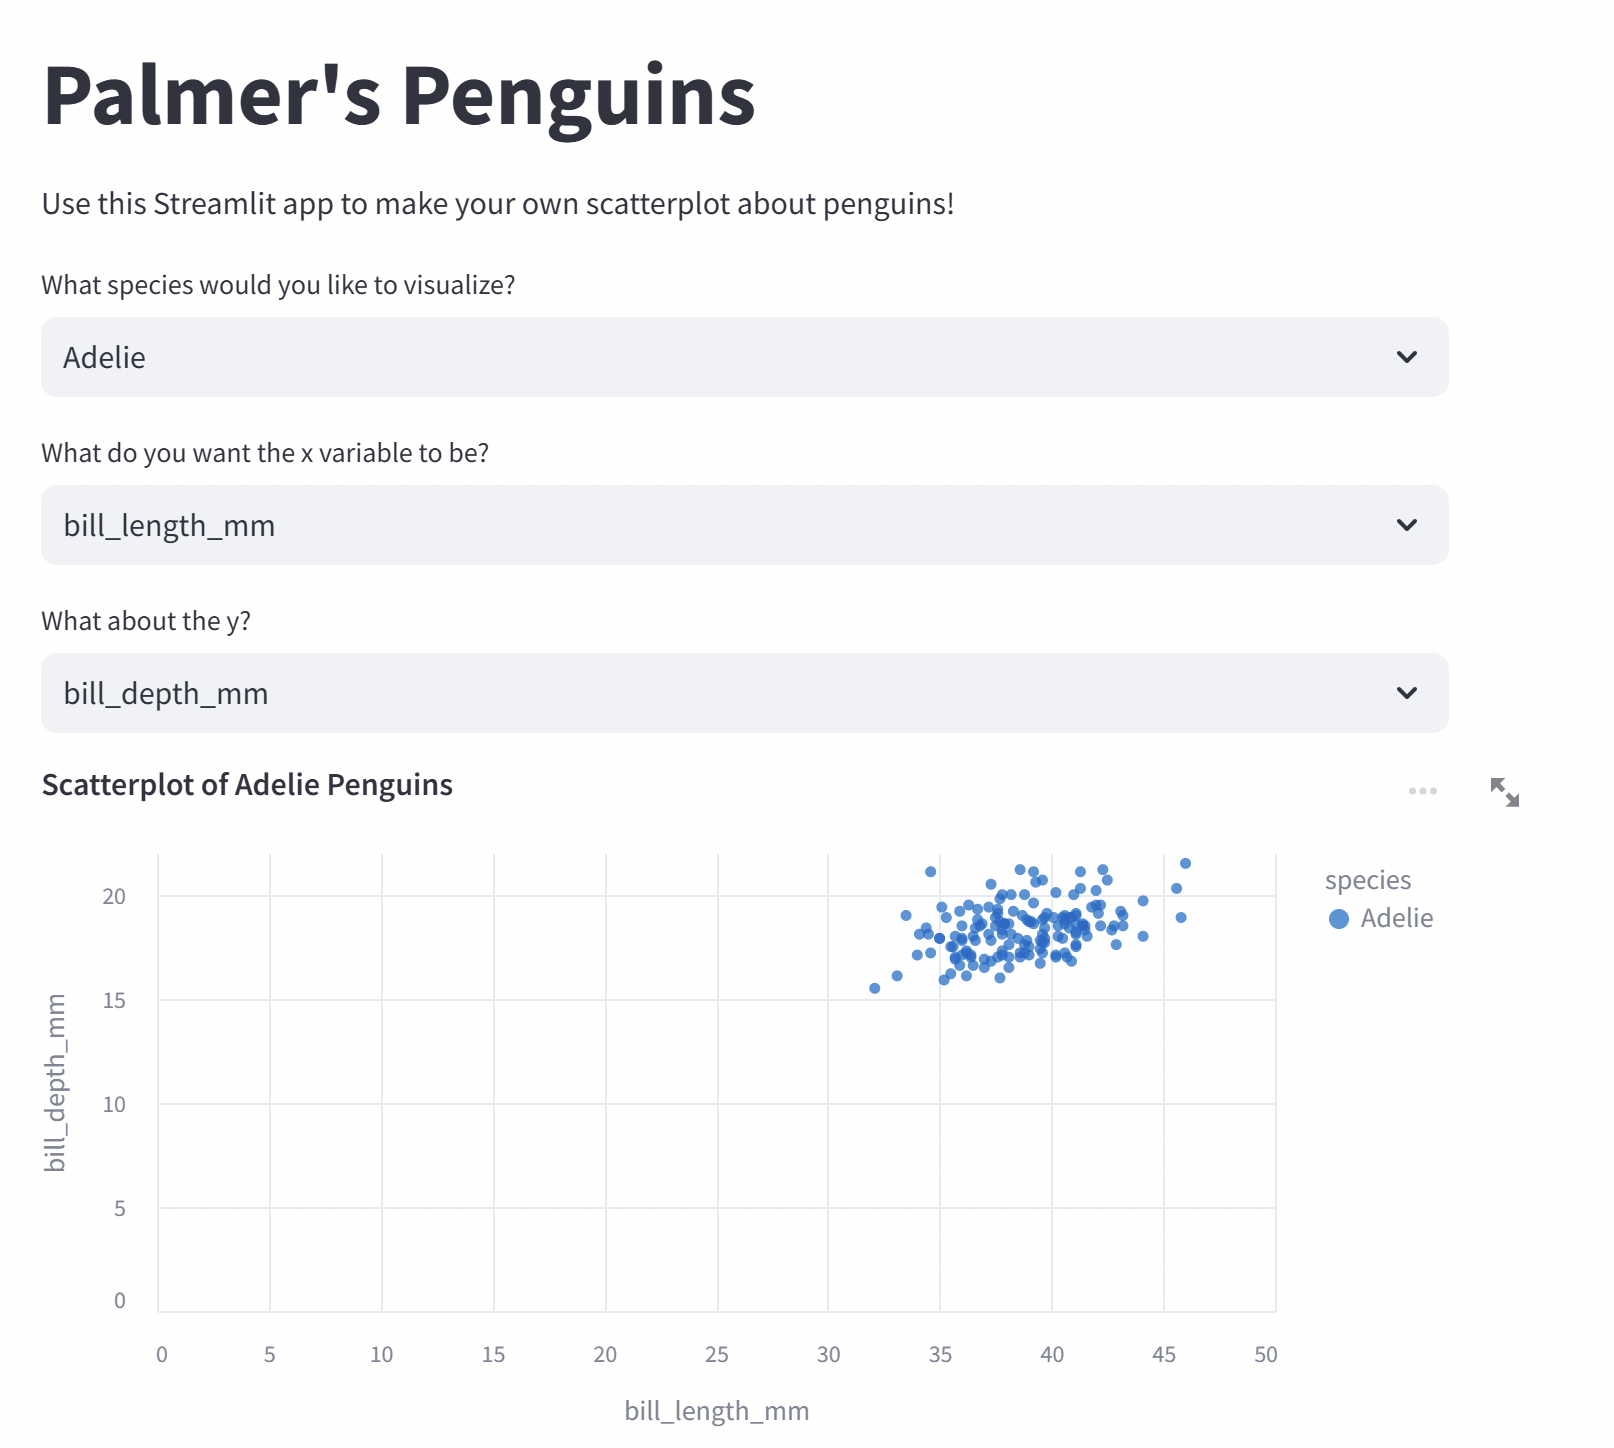 Palmer's Penguins
Use this Streamlit app to make your own scatterplot about penguins!
What species would you like to visualize?
Adelie
What do you want the x variable to be?
bill_length_mm
What about the y?
bill_depth_mm
Scatterplot of Adelie Penguins
species
Adelie
bill_depth_mm
20
15
10
5
0
0 5 10 15 20 25 30 35 40 45 50
bill_length_mm